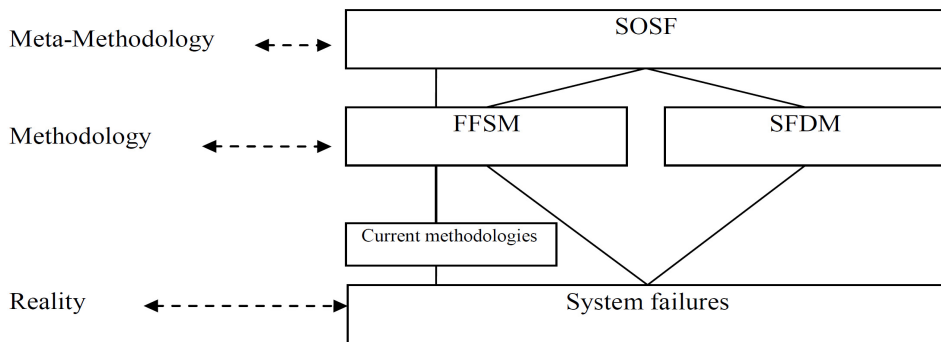 Meta-Methodology
SOSF
Methodology
FFSM
SFDM
Current methodologies
Reality
System failures